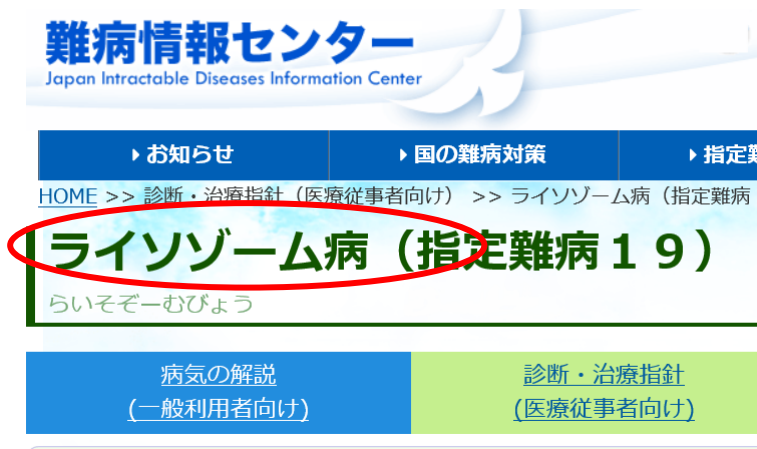 難病情報センター
Japan Intractable Diseases Information Center
お知らせ 国の難病対策 指定難
HOME >> 診断・治療指針（医療従事者向け） >> ライソゾーム病（指定難病
ライソゾーム病（指定難病１９）
らいそぞーむびょう
病気の解説 診断・治療指針
(一般利用者向け) (医療従事者向け)